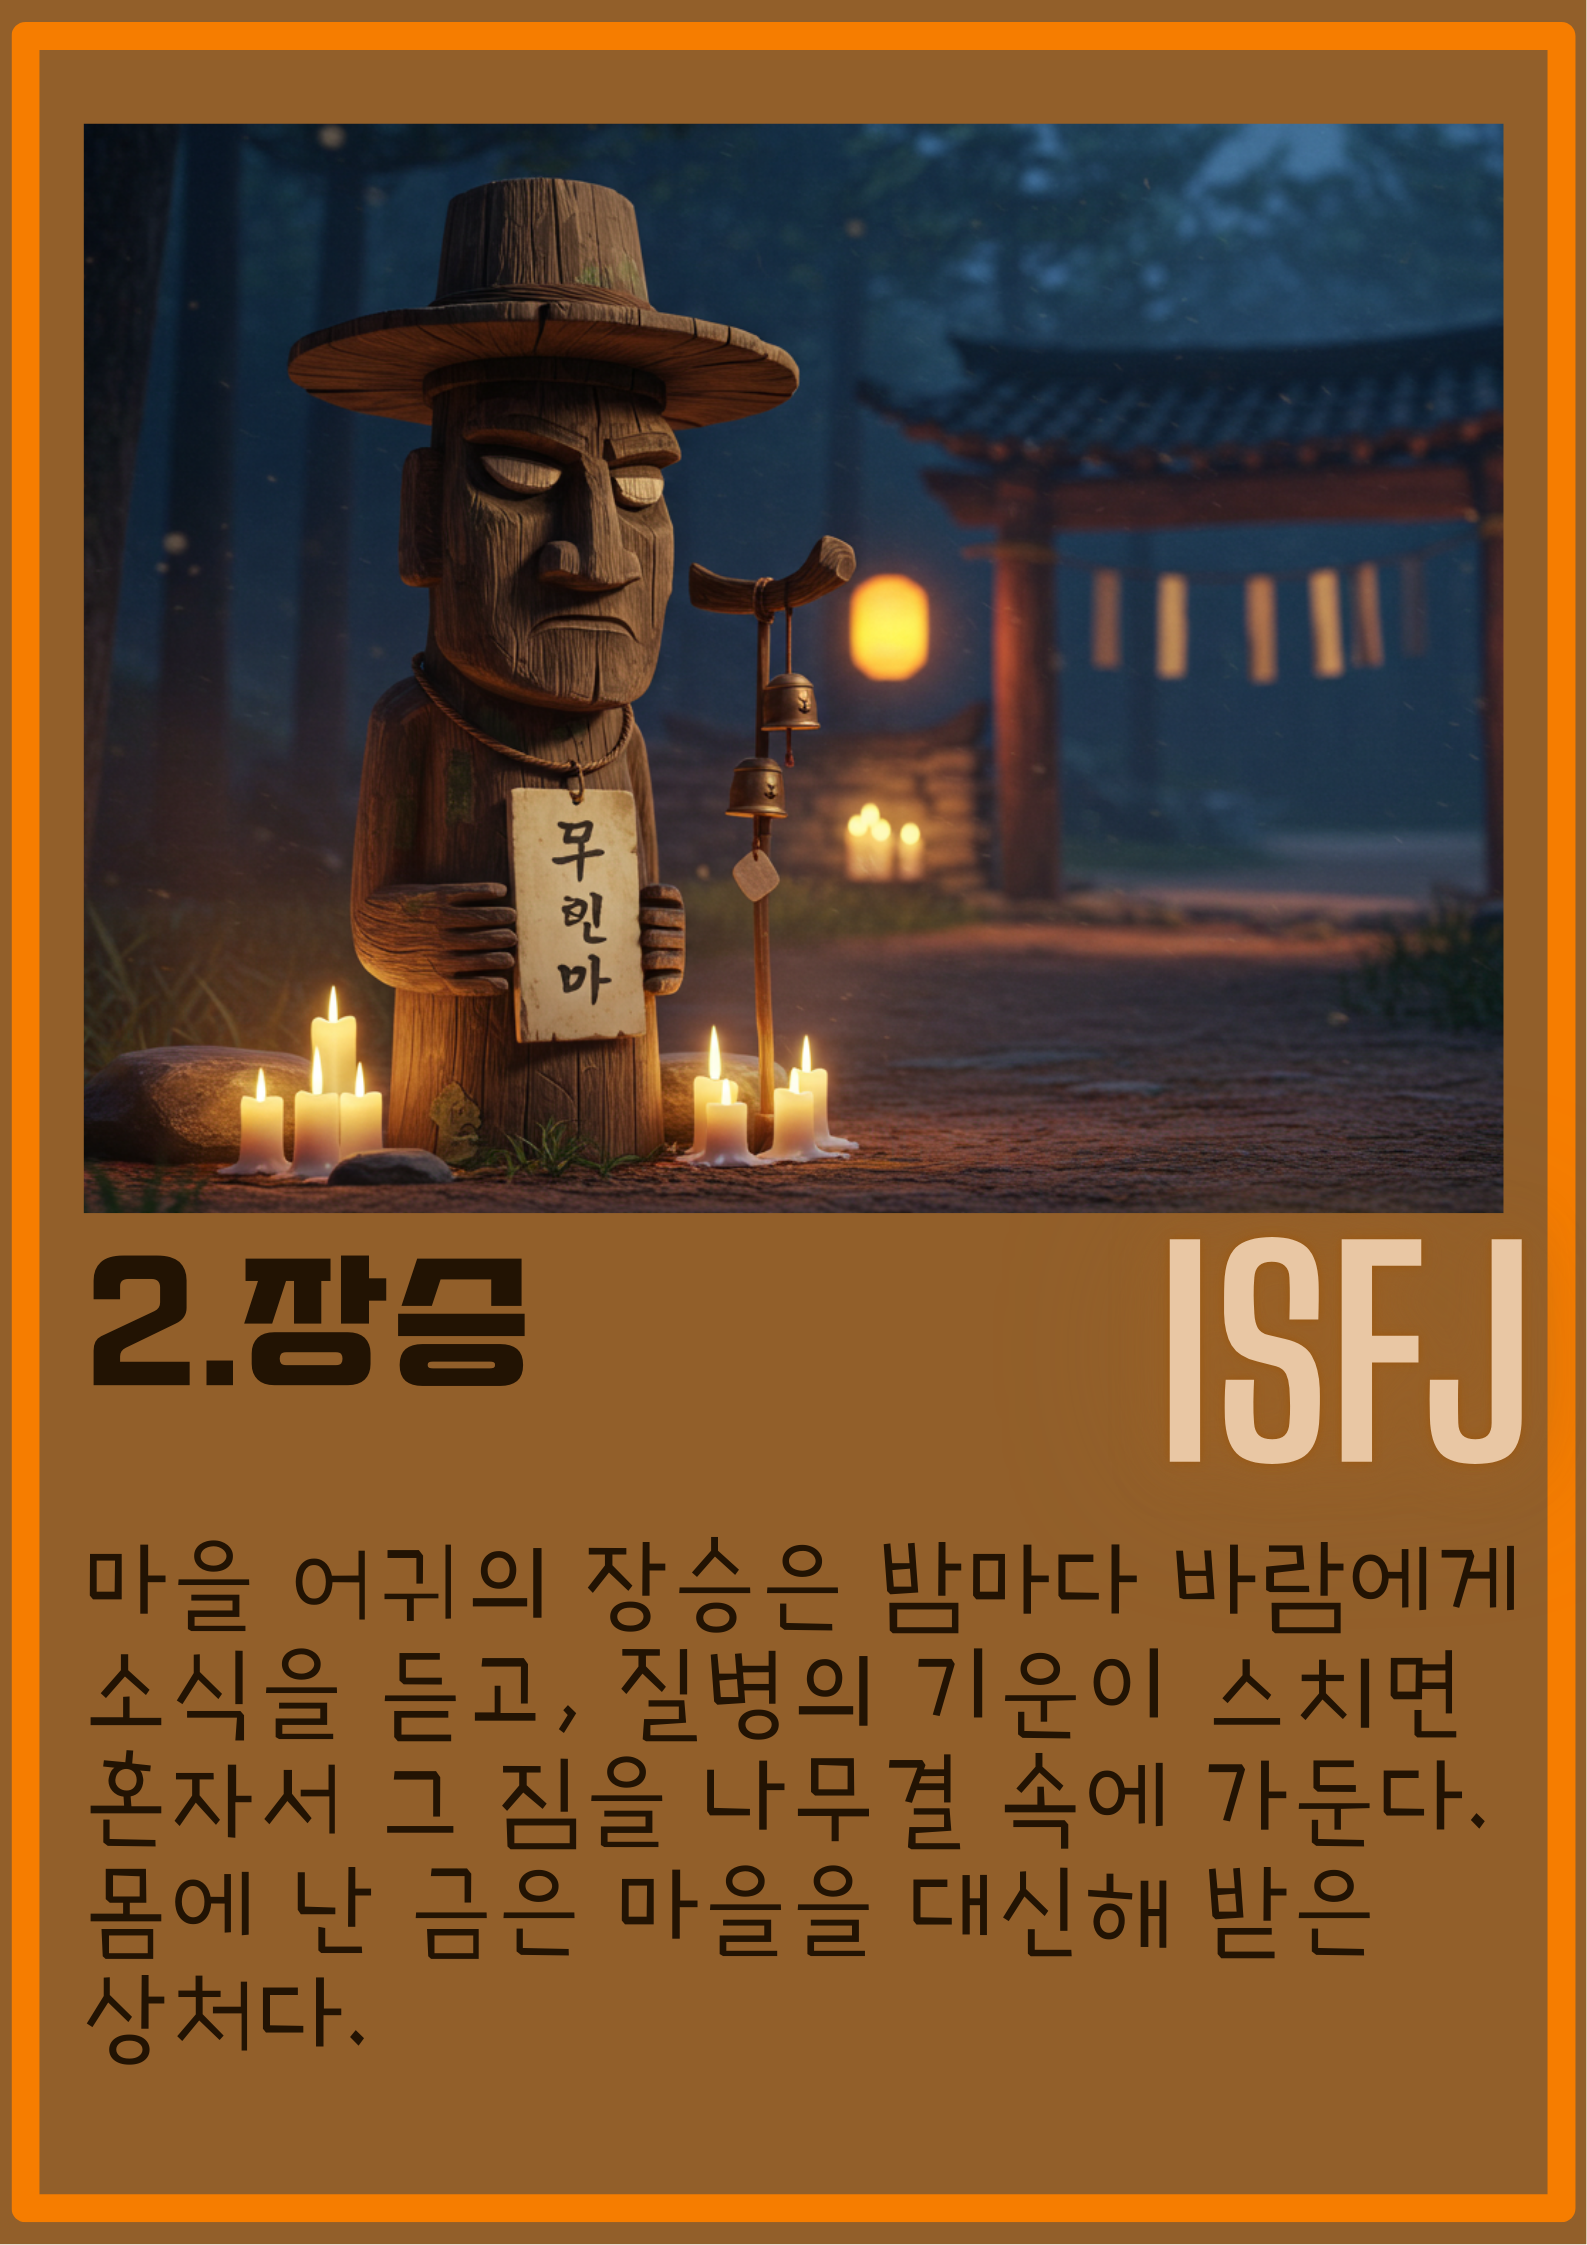 무
힌
마
2.장승
ISFJ
마을 어귀의 장승은 밤마다 바람에게
소식을 듣고, 질병의 기운이 스치면
혼자서 그 짐을 나무결 속에 가둔다.
몸에 난 금은 마을을 대신해 받은
상처다.